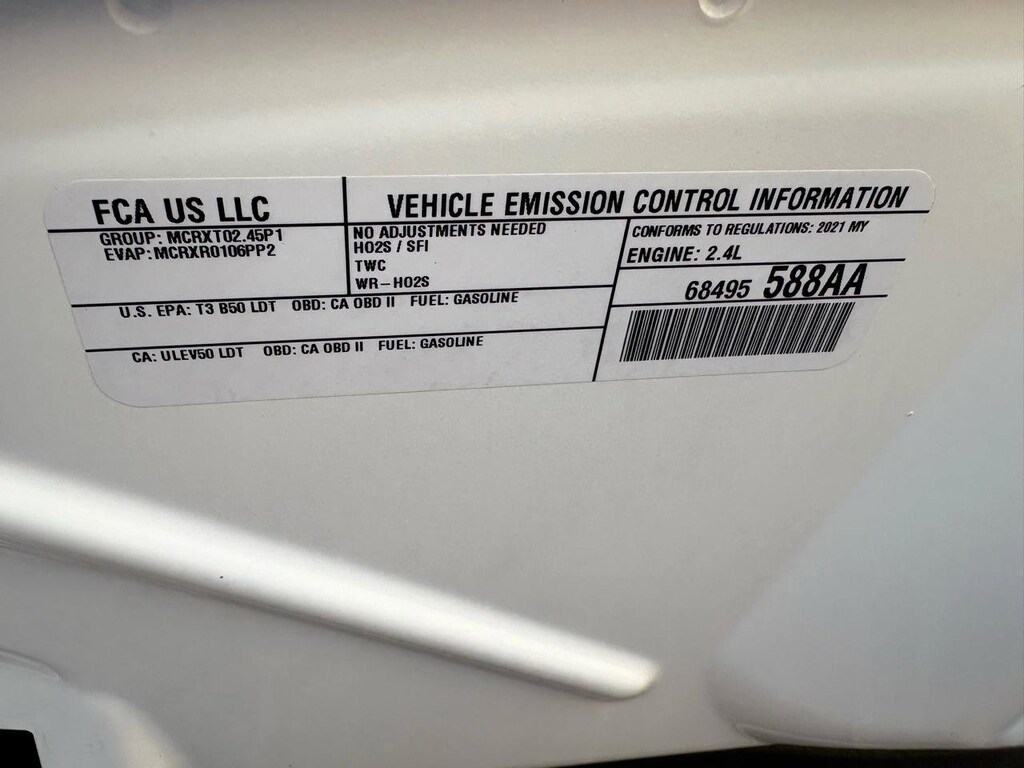 FCA US LLC
GROUP: MCRXT02.45P1
EVAP: MCRXR0106PP2
VEHICLE EMISSION CONTROL INFORMATION
NO ADJUSTMENTS NEEDED
HO2S / SFI
TWC
WR-HO2S
CONFORMS TO REGULATIONS: 2021 MY
ENGINE: 2.4L
68495 588AA
U.S. EPA: T3 B50 LDT OBD: CA OBD II FUEL: GASOLINE
CA: ULEV50 LDT OBD: CA OBD II FUEL: GASOLINE